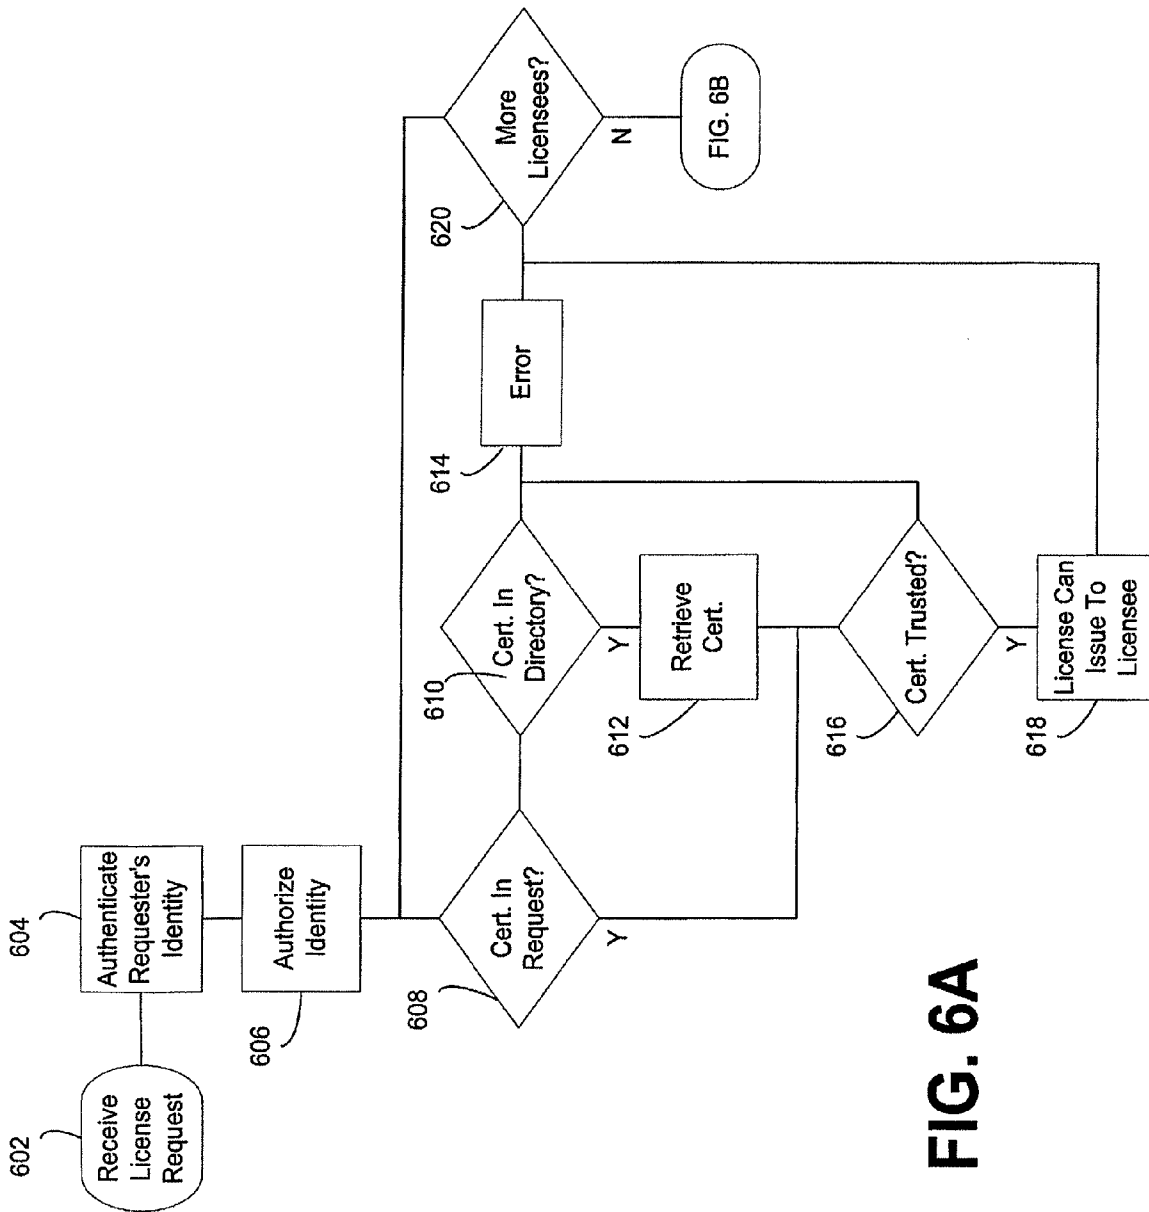 602
Receive
License
Request
604
Authenticate
Requester's
Identity
606
Authorize
Identity
608
Cert. In
Request?
Y
610
Cert. In
Directory?
Y
612
Retrieve
Cert.
614
Error
616
Cert. Trusted?
Y
618
License Can
Issue To
Licensee
620
More
Licensees?
N
FIG. 6B
FIG. 6A